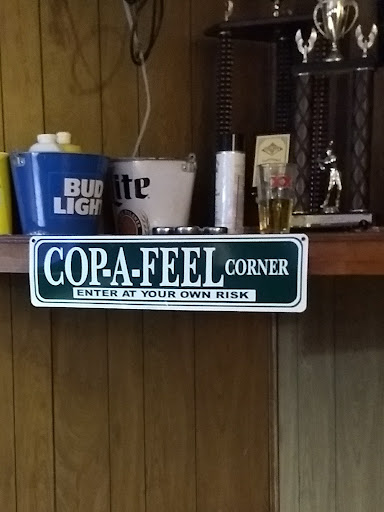 BUD
LIGHT
Lite
COP-A-FEEL CORNER
ENTER AT YOUR OWN RISK